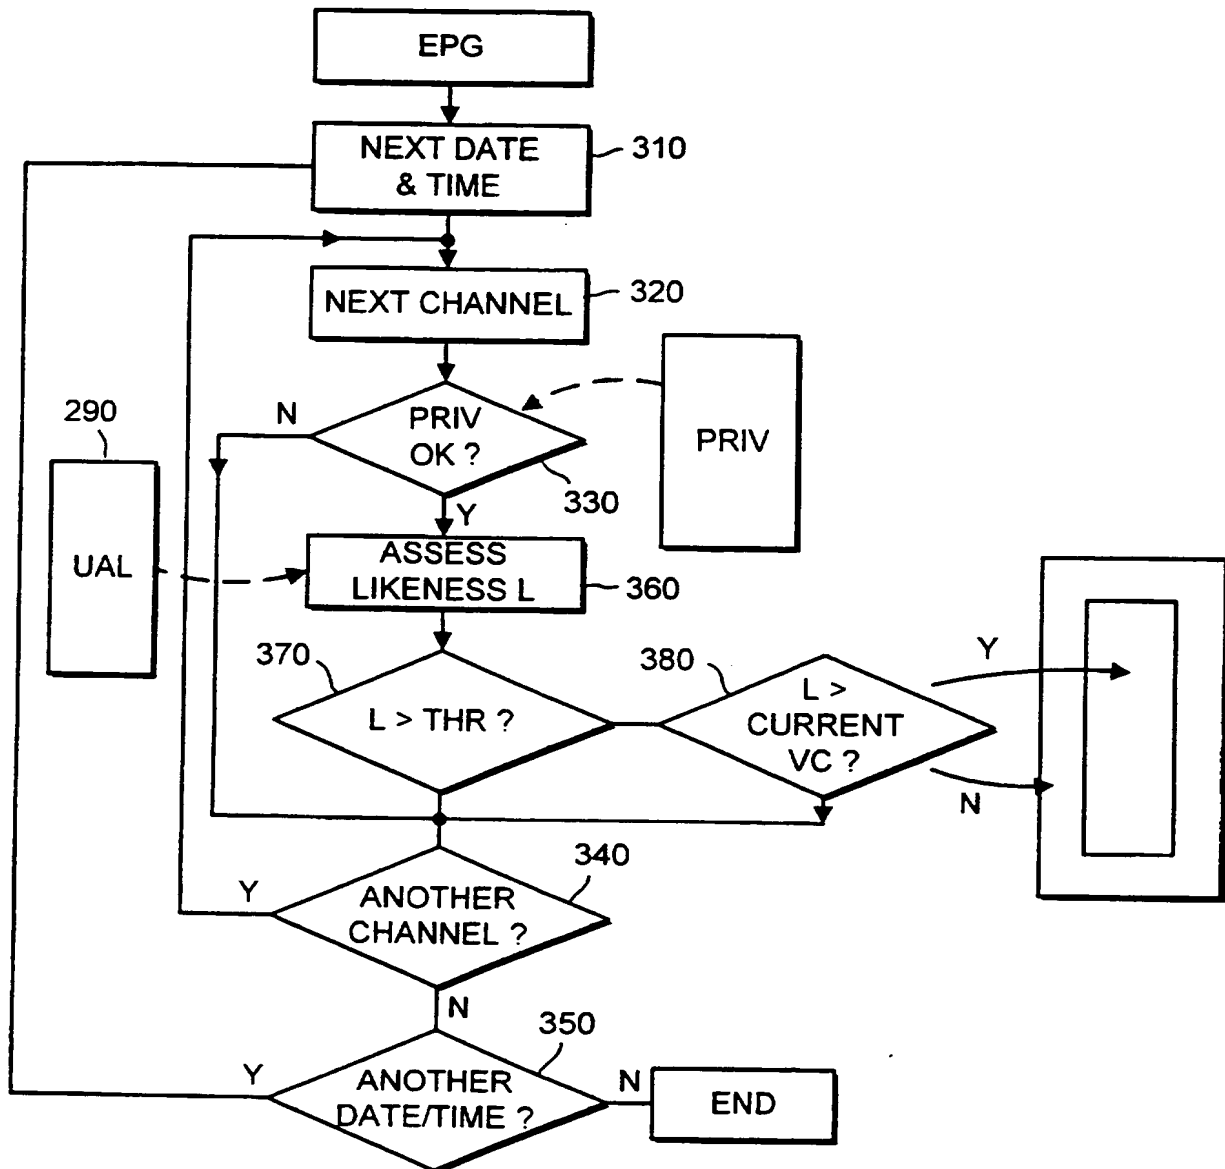 EPG
NEXT DATE
& TIME
310
NEXT CHANNEL
320
N
PRIV
OK ?
330
PRIV
290
UAL
Y
ASSESS
LIKENESS L
360
370
L > THR ?
380
L >
CURRENT
VC ?
Y
N
340
Y
ANOTHER
CHANNEL ?
N
350
Y
ANOTHER
DATE/TIME ?
N
END